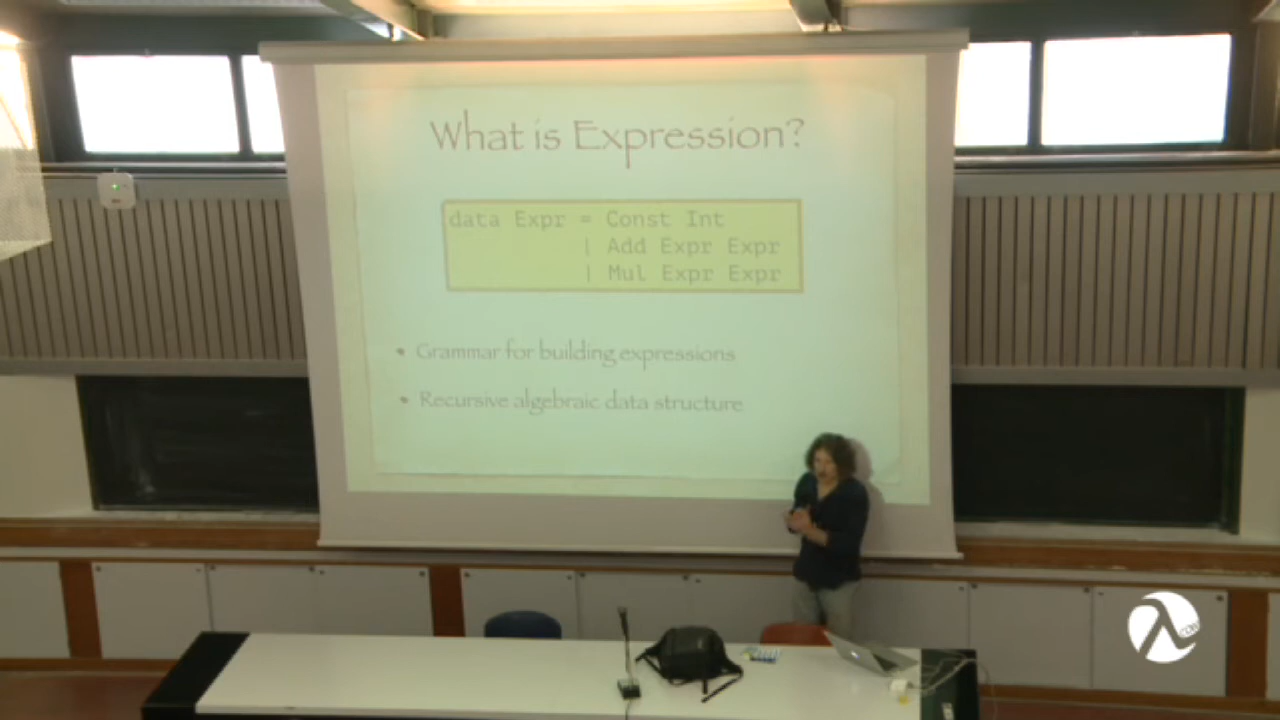 What is Expression?
data Expr = Const Int
| Add Expr Expr
| Mul Expr Expr
• Grammar for building expressions
• Recursive algebraic data structure
λ